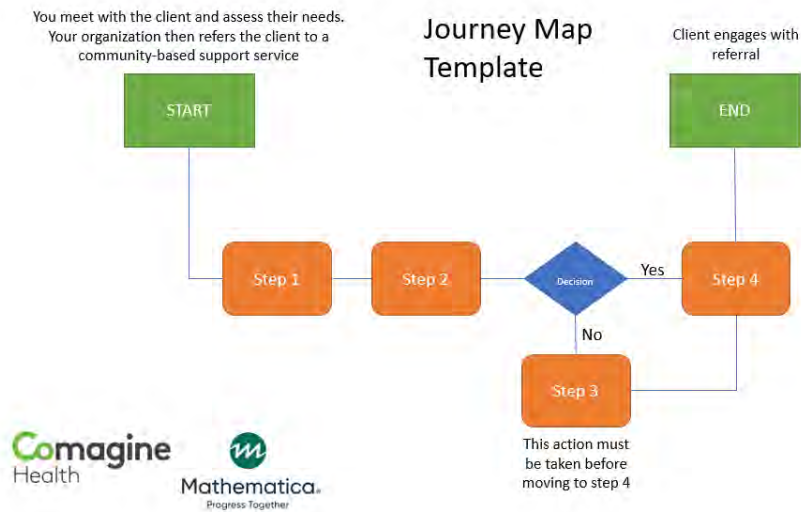 You meet with the client and assess their needs.
Your organization then refers the client to a
community-based support service
Journey Map
Template
Client engages with
referral
START
END
Step 1
Step 2
Decision
Yes
Step 4
No
Step 3
This action must
be taken before
moving to step 4
Comagine
Health
m
Mathematica®
Progress Together